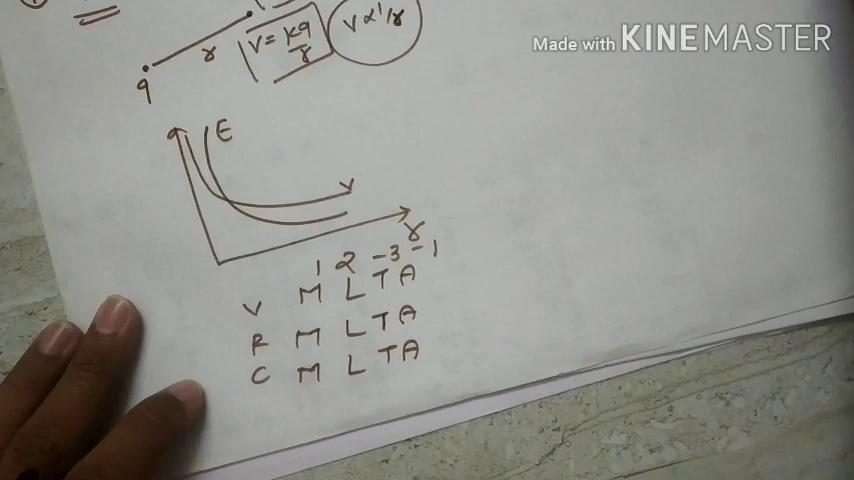 Made with KINEMASTER
V = Kq/r
V α 1/r
r
q
E
V
r
1 2 -3 -1
V M L T A
R M L T A
C M L T A